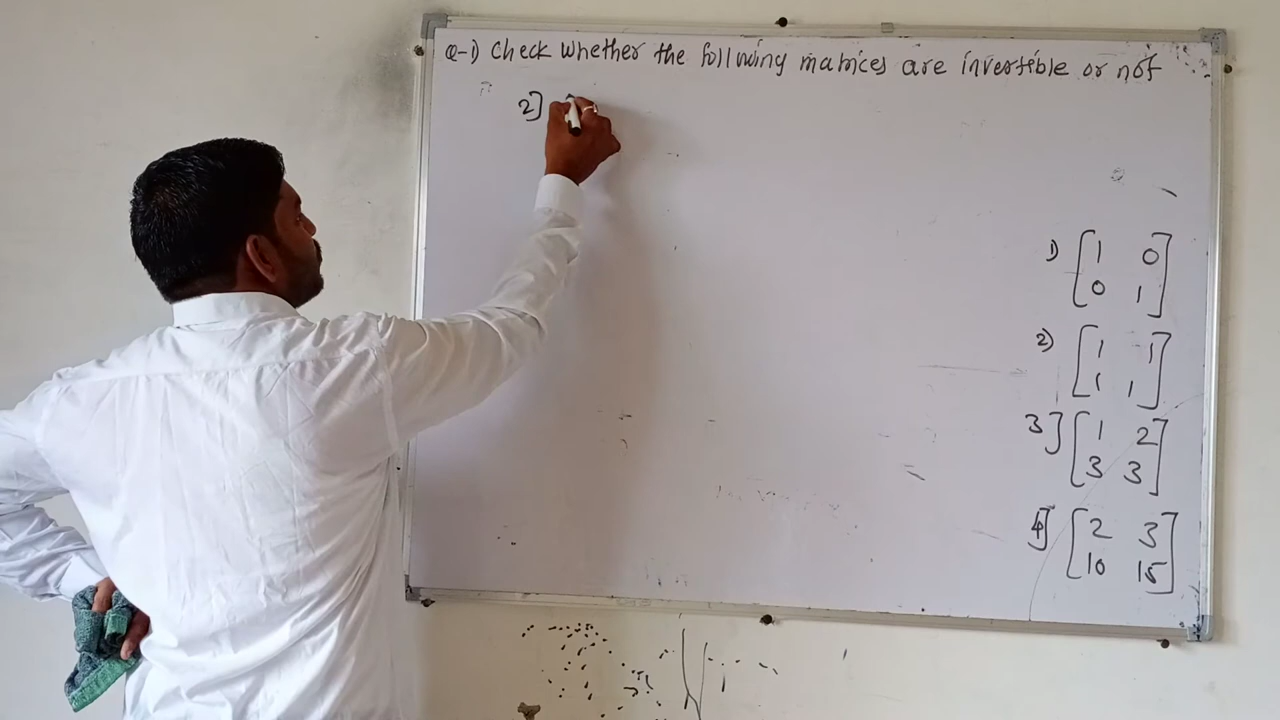 Q-1) Check whether the following matrices are invertible or not
2]
1) [1 0
0 1]
2) [1 1
1 1]
3] [1 2
3 3]
4] [2 3
10 15]